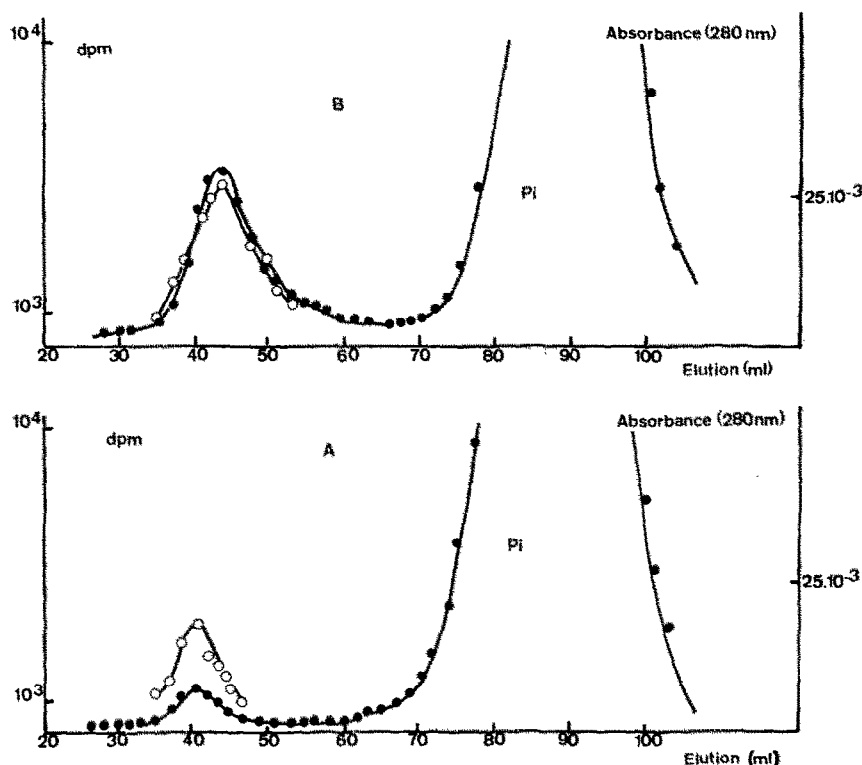 10⁴
dpm
Absorbance (280 nm)
B
Pi
25.10⁻³
10³
20 30 40 50 60 70 80 90 100
Elution (ml)
10⁴
dpm
Absorbance (280nm)
A
Pi
25.10⁻³
10³
20 30 40 50 60 70 80 90 100
Elution (ml)